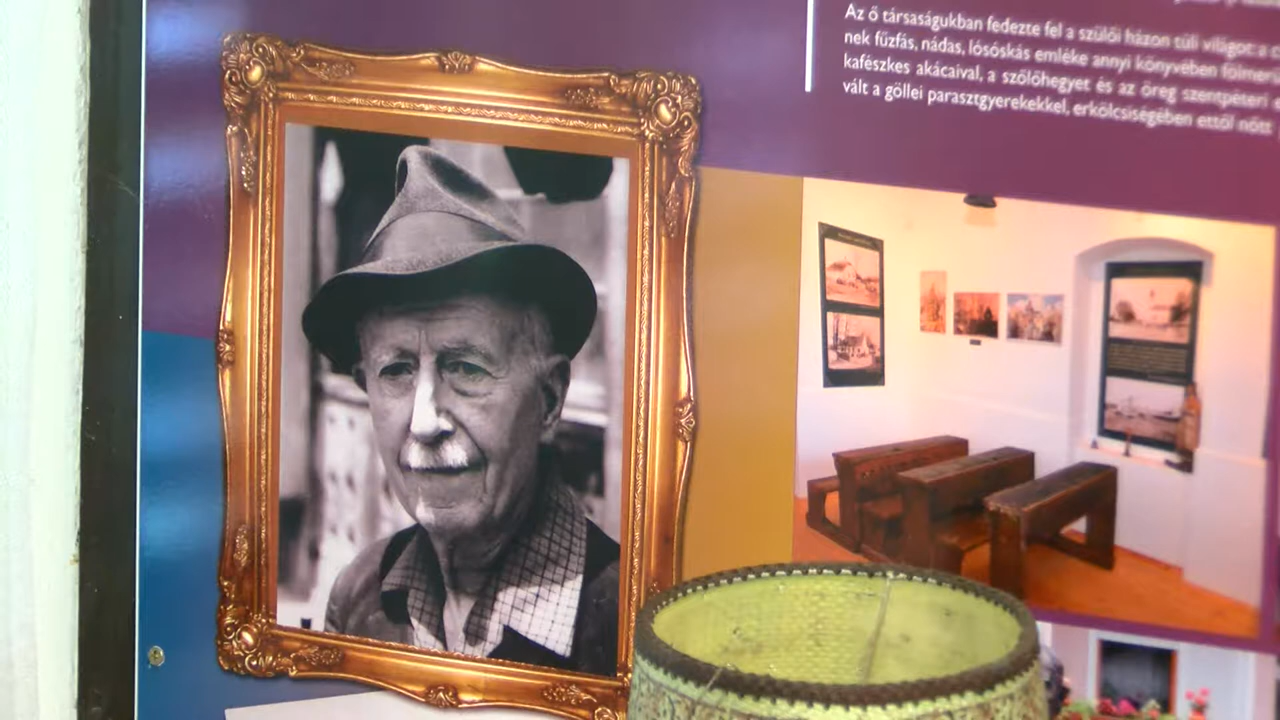 Az ő társaságukban fedezte fel a szülői házon túli világot: a
nek fűzfás, nádas, lósóskás emléke annyi könyvében fölmer
kafészkes akácaival, a szőlőhegyet és az öreg szentpéteri
vált a göllei parasztgyerekekkel, erkölcsiségében ettől nőtt